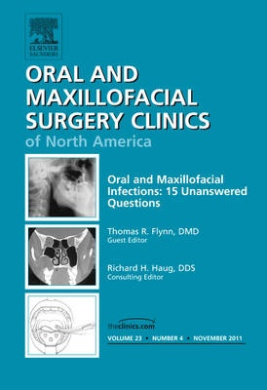 ELSEVIER
SAUNDERS
ORAL AND
MAXILLOFACIAL
SURGERY CLINICS
of North America
Oral and Maxillofacial
Infections: 15 Unanswered
Questions
Thomas R. Flynn, DMD
Guest Editor
Richard H. Haug, DDS
Consulting Editor
theclinics.com
VOLUME 23 • NUMBER 4 • NOVEMBER 2011